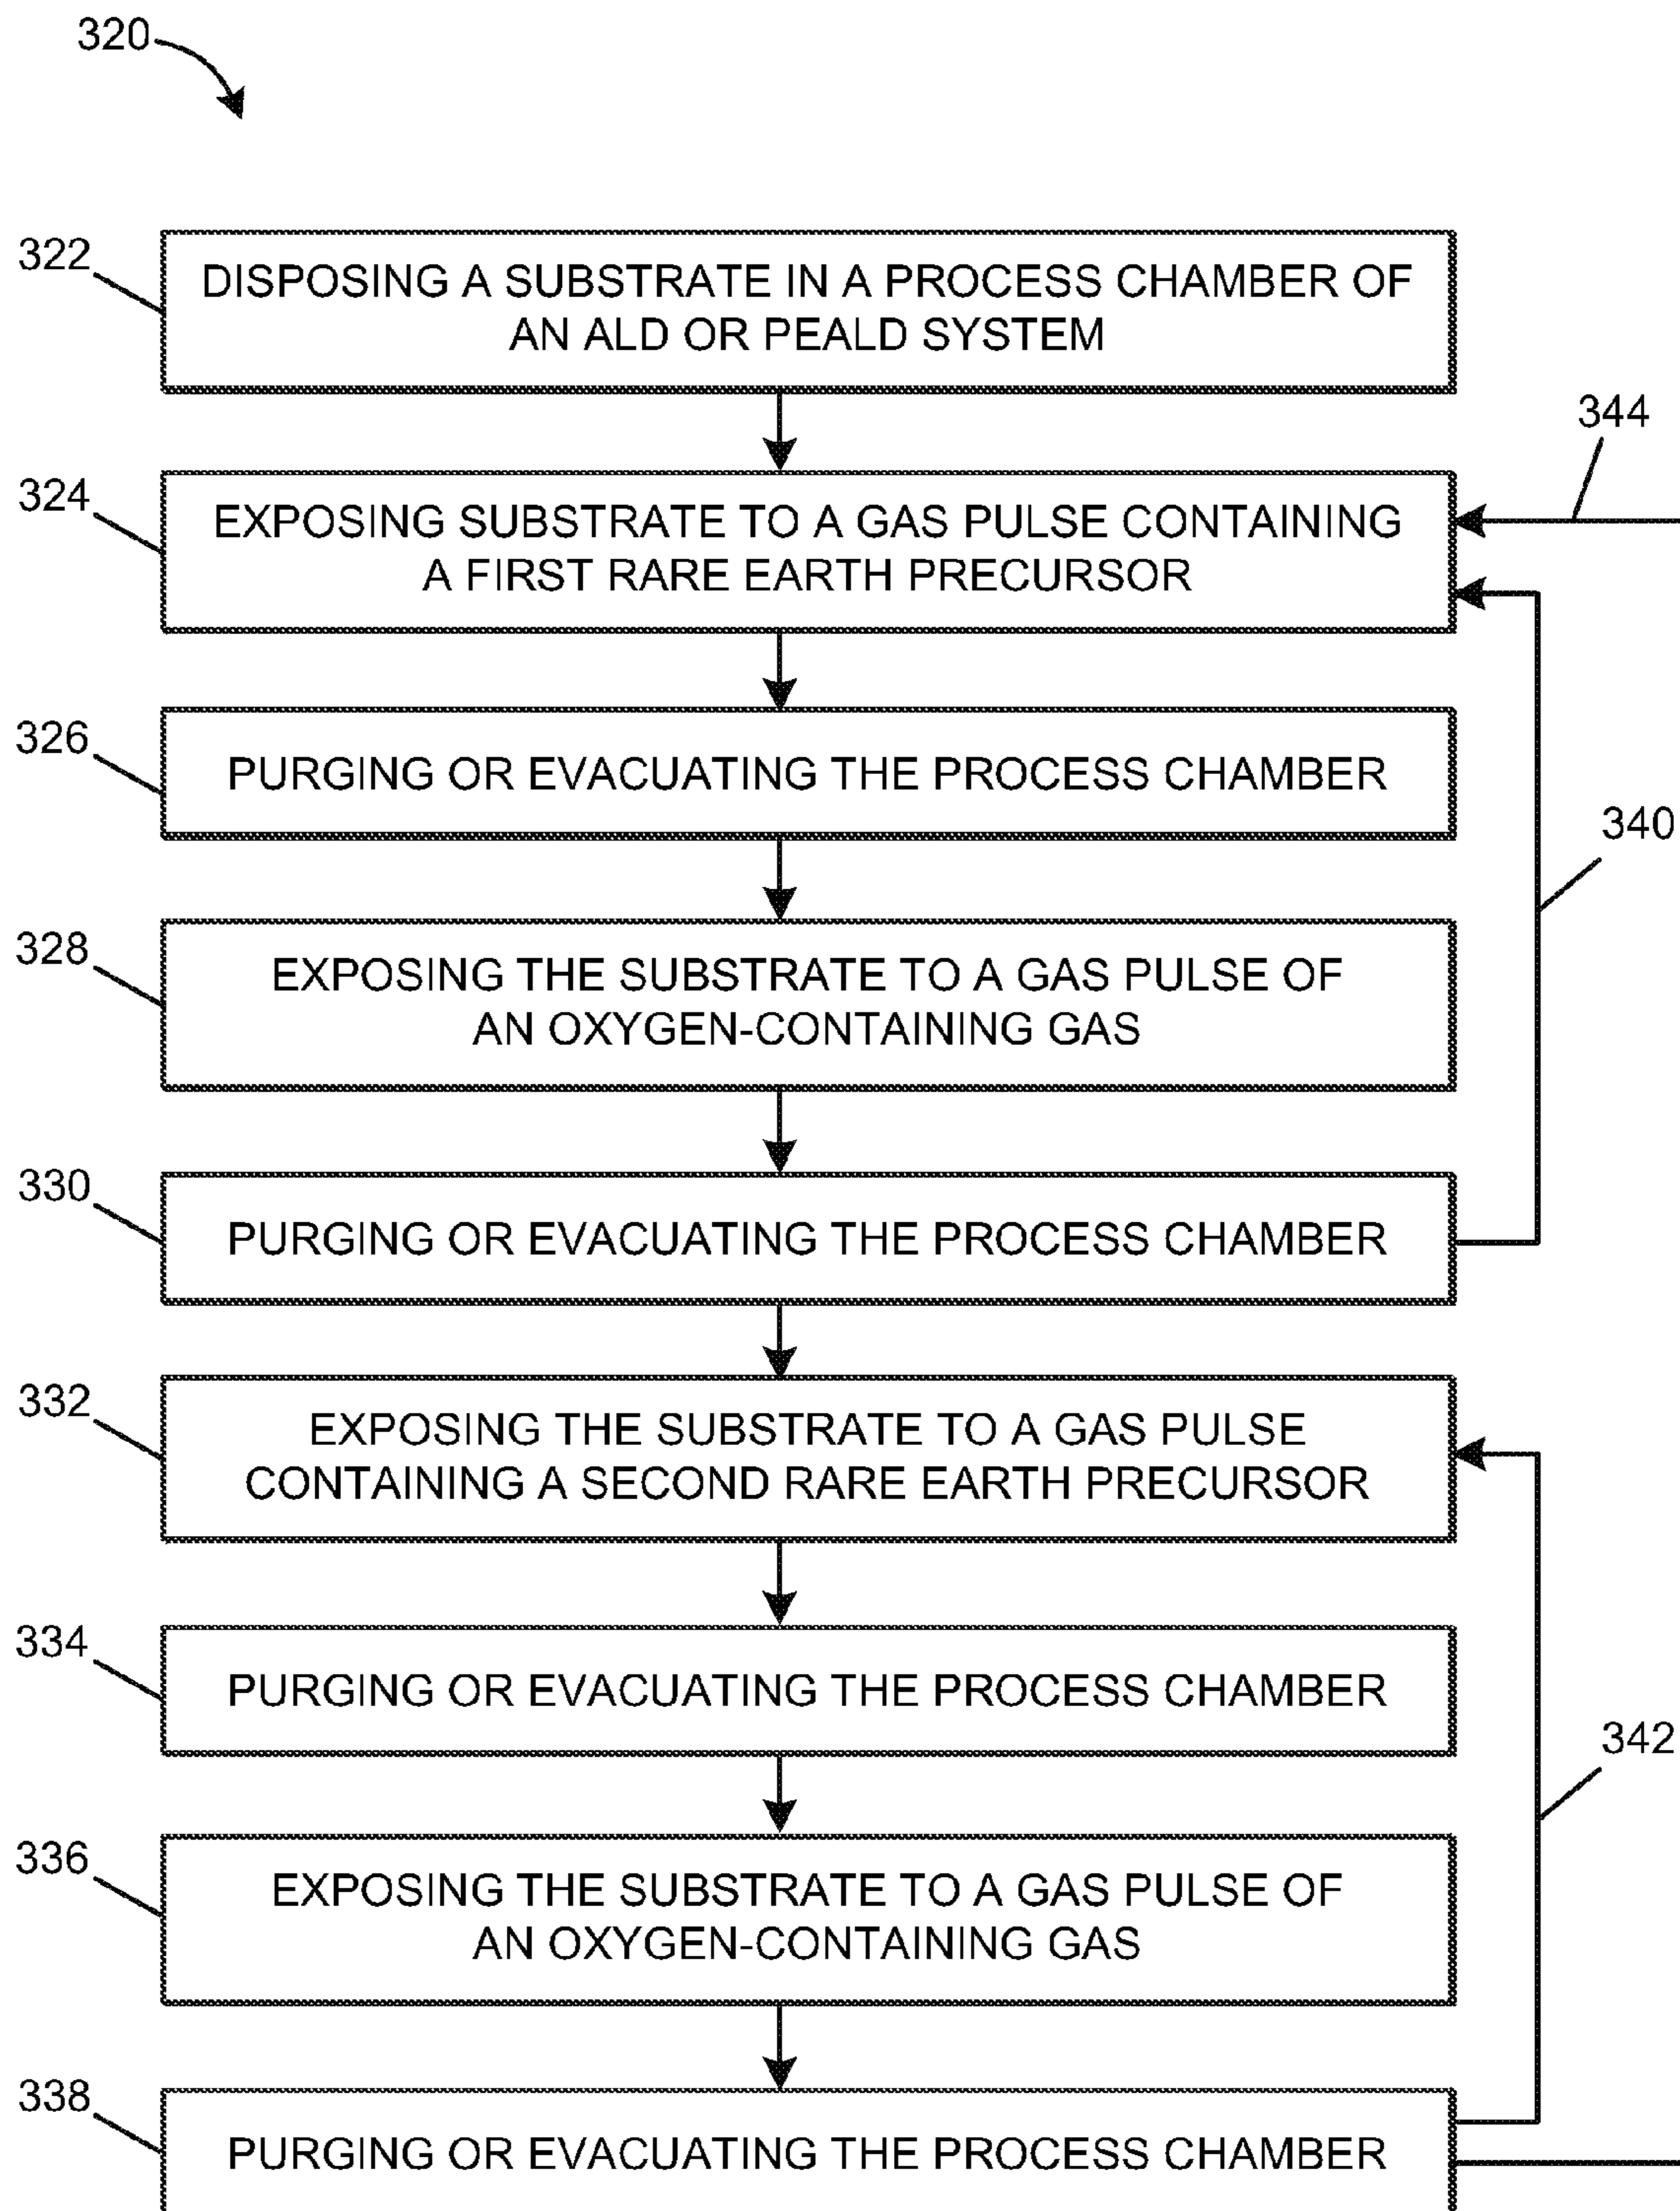 320
322
DISPOSING A SUBSTRATE IN A PROCESS CHAMBER OF
AN ALD OR PEALD SYSTEM
344
324
EXPOSING SUBSTRATE TO A GAS PULSE CONTAINING
A FIRST RARE EARTH PRECURSOR
326
PURGING OR EVACUATING THE PROCESS CHAMBER
340
328
EXPOSING THE SUBSTRATE TO A GAS PULSE OF
AN OXYGEN-CONTAINING GAS
330
PURGING OR EVACUATING THE PROCESS CHAMBER
332
EXPOSING THE SUBSTRATE TO A GAS PULSE
CONTAINING A SECOND RARE EARTH PRECURSOR
334
PURGING OR EVACUATING THE PROCESS CHAMBER
342
336
EXPOSING THE SUBSTRATE TO A GAS PULSE OF
AN OXYGEN-CONTAINING GAS
338
PURGING OR EVACUATING THE PROCESS CHAMBER